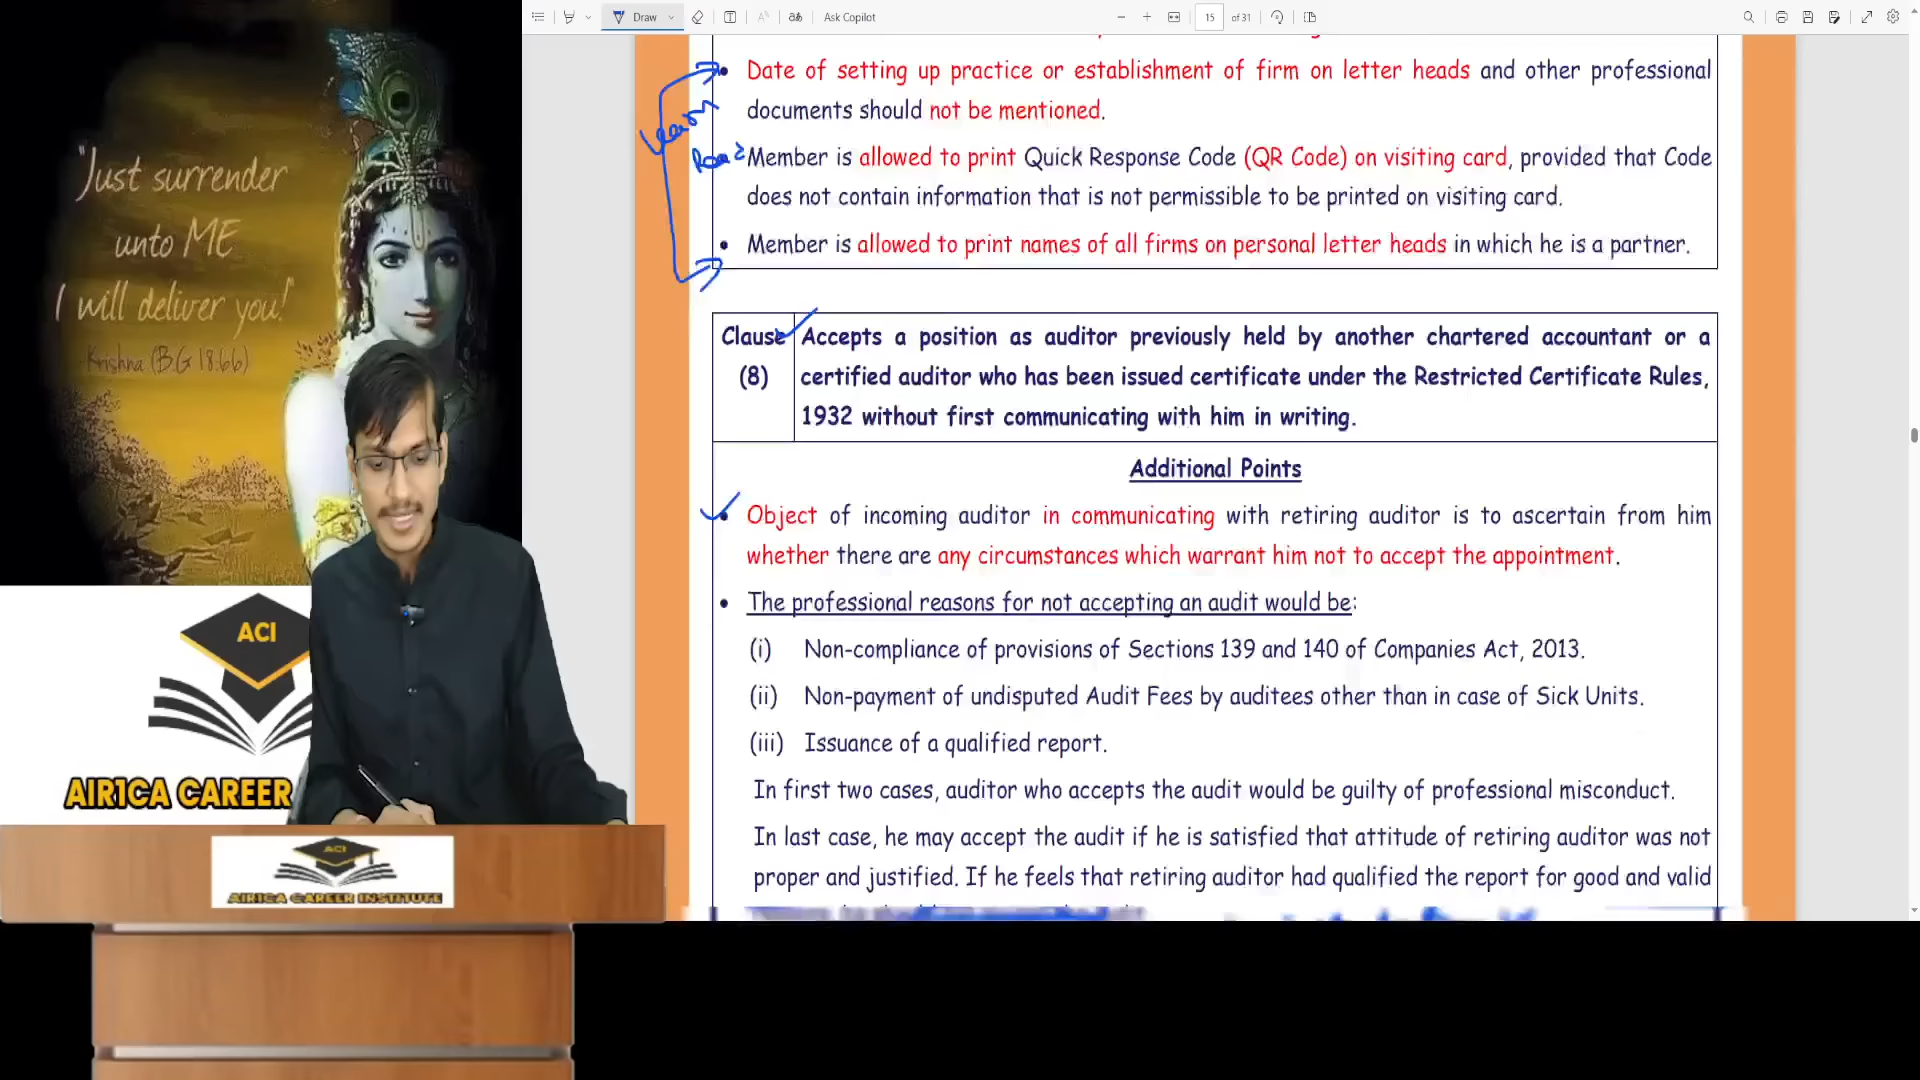 "Just surrender
unto ME
I will deliver you!"
Krishna (B.G 18.66)
ACI
AIR1CA CAREER
ACI
AIR1CA CAREER INSTITUTE
Draw
Ask Copilot
15
of 31
• Date of setting up practice or establishment of firm on letter heads and other professional
documents should not be mentioned.
Learn
Read
Member is allowed to print Quick Response Code (QR Code) on visiting card, provided that Code
does not contain information that is not permissible to be printed on visiting card.
• Member is allowed to print names of all firms on personal letter heads in which he is a partner.
Clause
(8)
Accepts a position as auditor previously held by another chartered accountant or a
certified auditor who has been issued certificate under the Restricted Certificate Rules,
1932 without first communicating with him in writing.
Additional Points
• Object of incoming auditor in communicating with retiring auditor is to ascertain from him
whether there are any circumstances which warrant him not to accept the appointment.
• The professional reasons for not accepting an audit would be:
(i) Non-compliance of provisions of Sections 139 and 140 of Companies Act, 2013.
(ii) Non-payment of undisputed Audit Fees by auditees other than in case of Sick Units.
(iii) Issuance of a qualified report.
In first two cases, auditor who accepts the audit would be guilty of professional misconduct.
In last case, he may accept the audit if he is satisfied that attitude of retiring auditor was not
proper and justified. If he feels that retiring auditor had qualified the report for good and valid